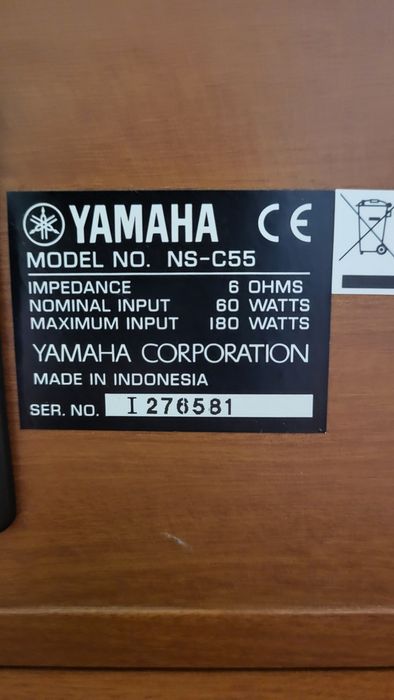 YAMAHA CE
MODEL NO. NS-C55
IMPEDANCE 6 OHMS
NOMINAL INPUT 60 WATTS
MAXIMUM INPUT 180 WATTS
YAMAHA CORPORATION
MADE IN INDONESIA
SER. NO. I 276581